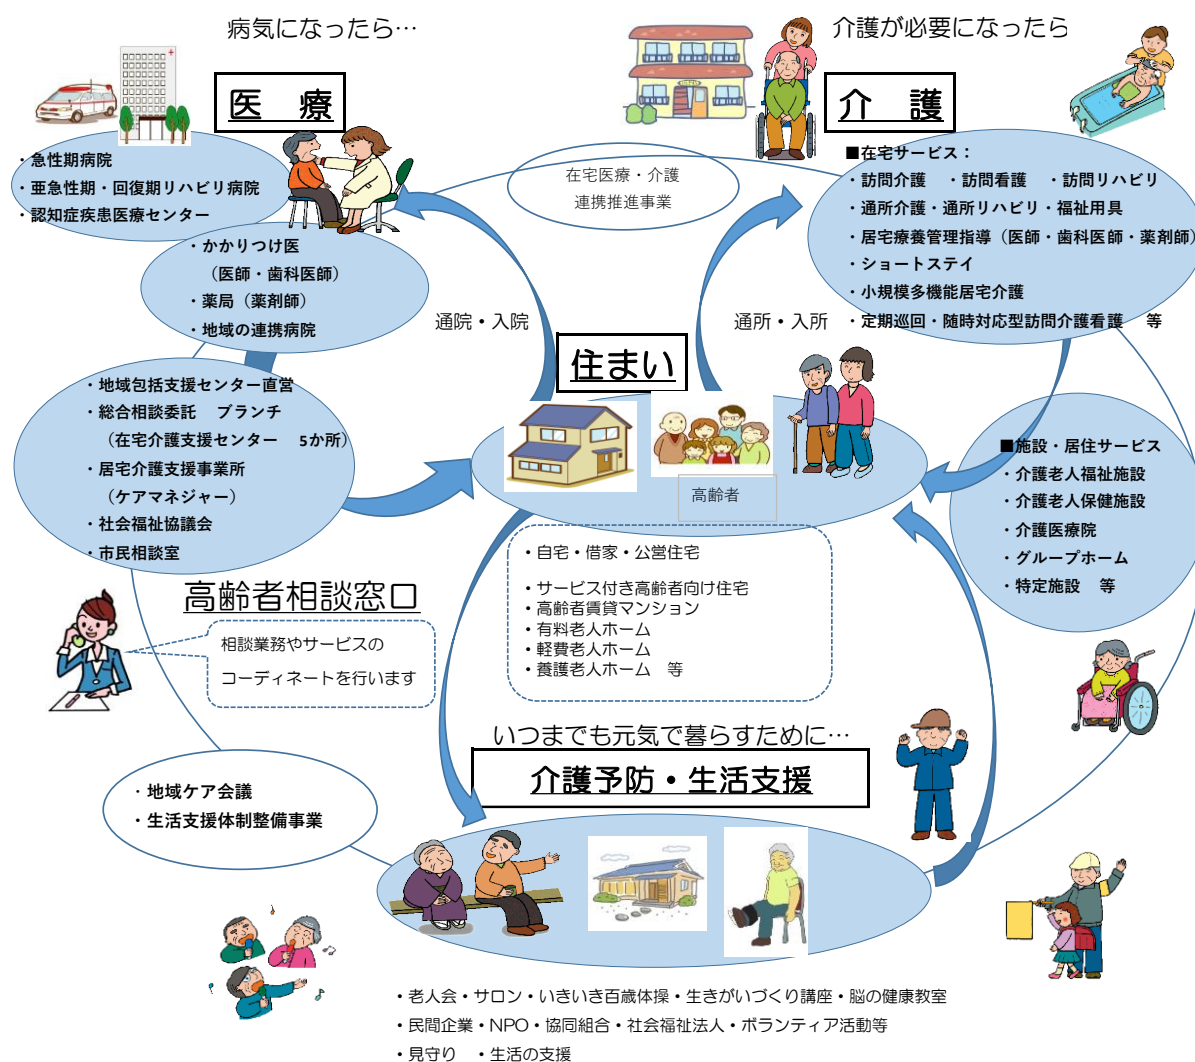 病気になったら…
医　療
・急性期病院
・亜急性期・回復期リハビリ病院
・認知症疾患医療センター
・かかりつけ医
（医師・歯科医師）
・薬局（薬剤師）
・地域の連携病院
在宅医療・介護
連携推進事業
介護が必要になったら
介　護
■在宅サービス：
・訪問介護　・訪問看護　・訪問リハビリ
・通所介護・通所リハビリ・福祉用具
・居宅療養管理指導（医師・歯科医師・薬剤師）
・ショートステイ
・小規模多機能居宅介護
・定期巡回・随時対応型訪問介護看護　等
通院・入院
通所・入所
住まい
高齢者
・地域包括支援センター直営
・総合相談委託　ブランチ
（在宅介護支援センター　5か所）
・居宅介護支援事業所
（ケアマネジャー）
・社会福祉協議会
・市民相談室
高齢者相談窓口
相談業務やサービスの
コーディネートを行います
■施設・居住サービス
・介護老人福祉施設
・介護老人保健施設
・介護医療院
・グループホーム
・特定施設　等
・自宅・借家・公営住宅
・サービス付き高齢者向け住宅
・高齢者賃貸マンション
・有料老人ホーム
・軽費老人ホーム
・養護老人ホーム　等
いつまでも元気で暮らすために…
介護予防・生活支援
・地域ケア会議
・生活支援体制整備事業
・老人会・サロン・いきいき百歳体操・生きがいづくり講座・脳の健康教室
・民間企業・NPO・協同組合・社会福祉法人・ボランティア活動等
・見守り　・生活の支援